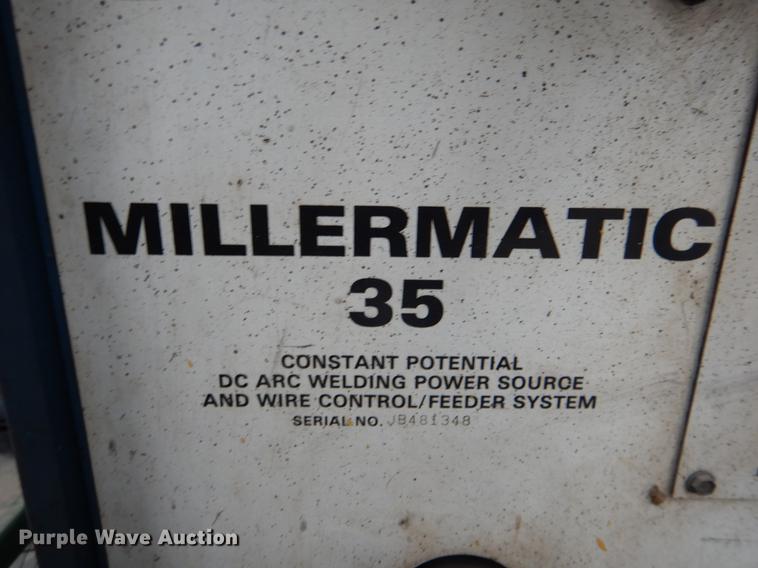 MILLERMATIC
35
CONSTANT POTENTIAL
DC ARC WELDING POWER SOURCE
AND WIRE CONTROL/FEEDER SYSTEM
SERIAL NO. JB481348
Purple Wave Auction